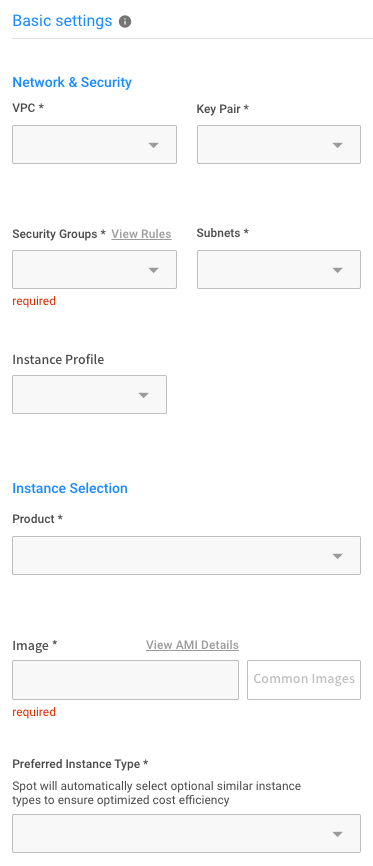 Basic settings
Network & Security
VPC *
Key Pair *
Security Groups * View Rules
Subnets *
required
Instance Profile
Instance Selection
Product *
Image *
View AMI Details
Common Images
required
Preferred Instance Type *
Spot will automatically select optional similar instance
types to ensure optimized cost efficiency